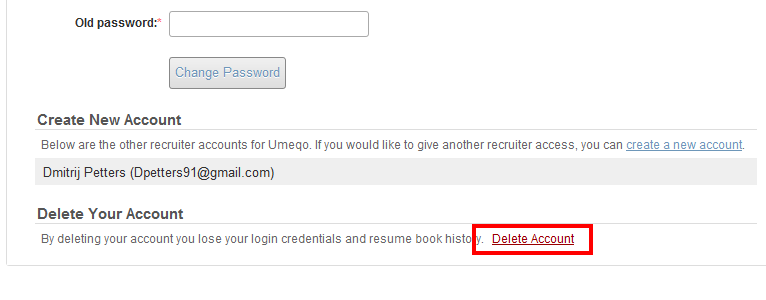 Old password:*
Change Password
Create New Account
Below are the other recruiter accounts for Umeqo. If you would like to give another recruiter access, you can create a new account.
Dmitrij Petters (Dpetters91@gmail.com)
Delete Your Account
By deleting your account you lose your login credentials and resume book history. Delete Account